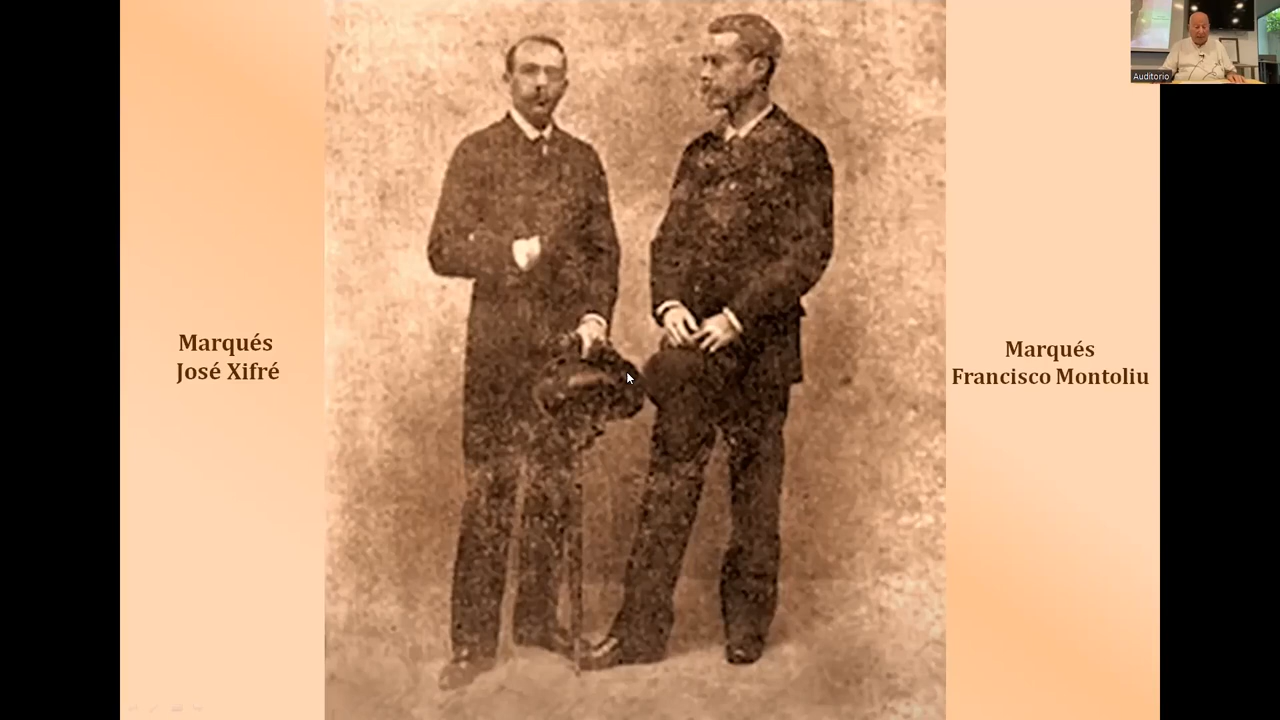 Marqués
José Xifré
Marqués
Francisco Montoliu
Auditorio